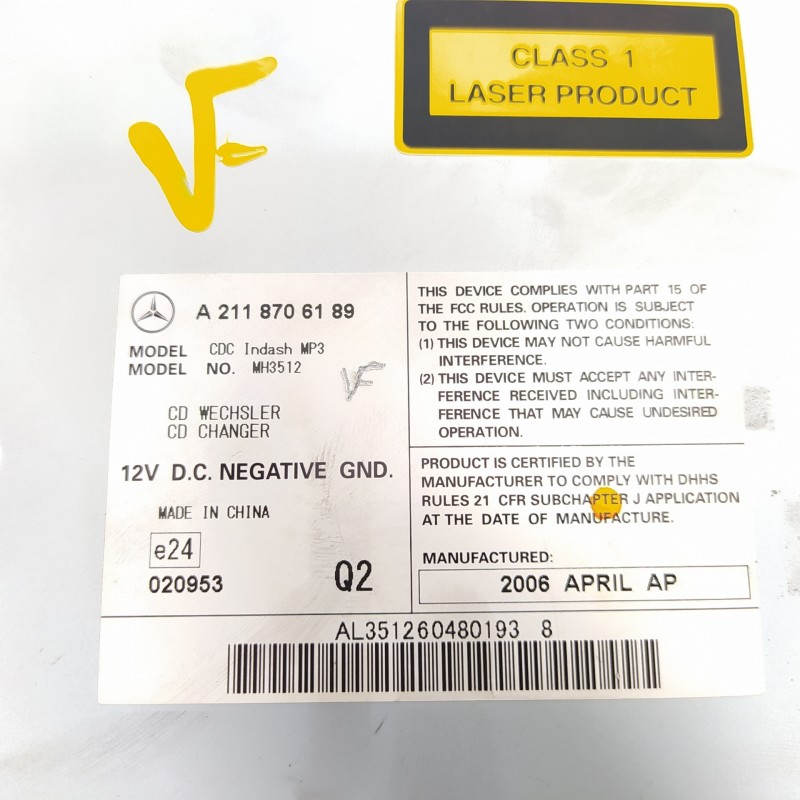 CLASS 1
LASER PRODUCT
VF
A 211 870 61 89
MODEL CDC Indash MP3
MODEL NO. MH3512
VF
CD WECHSLER
CD CHANGER
12V D.C. NEGATIVE GND.
MADE IN CHINA
e24
020953
Q2
THIS DEVICE COMPLIES WITH PART 15 OF
THE FCC RULES. OPERATION IS SUBJECT
TO THE FOLLOWING TWO CONDITIONS:
(1) THIS DEVICE MAY NOT CAUSE HARMFUL
INTERFERENCE.
(2) THIS DEVICE MUST ACCEPT ANY INTER-
FERENCE RECEIVED INCLUDING INTER-
FERENCE THAT MAY CAUSE UNDESIRED
OPERATION.
PRODUCT IS CERTIFIED BY THE
MANUFACTURER TO COMPLY WITH DHHS
RULES 21 CFR SUBCHAPTER J APPLICATION
AT THE DATE OF MANUFACTURE.
MANUFACTURED:
2006 APRIL AP
AL351260480193 8